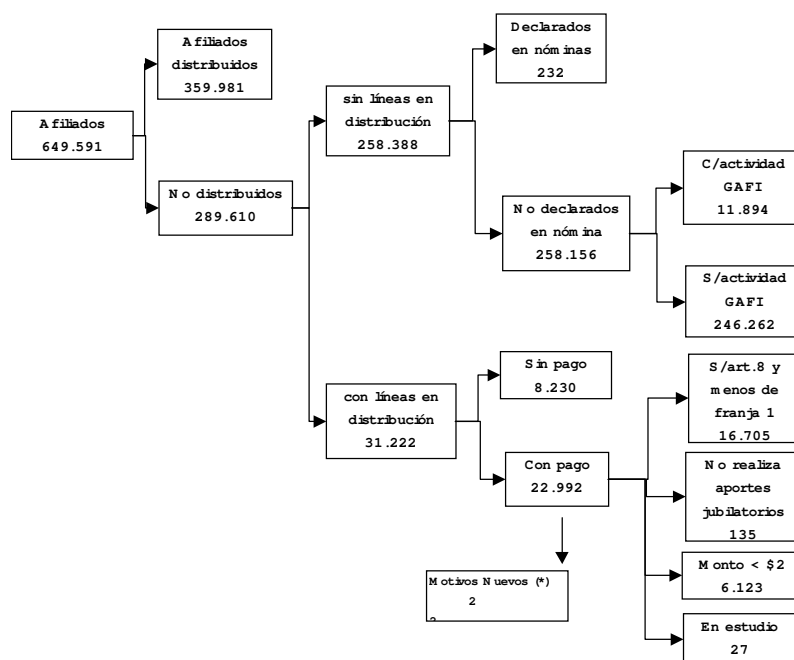 Afiliados
649.591
Afiliados
distribuidos
359.981
No distribuidos
289.610
sin líneas en
distribución
258.388
Declarados
en nóminas
232
No declarados
en nómina
258.156
C/actividad
GAFI
11.894
S/actividad
GAFI
246.262
con líneas en
distribución
31.222
Sin pago
8.230
Con pago
22.992
S/art.8 y
menos de
franja 1
16.705
No realiza
aportes
jubilatorios
135
Monto < $2
6.123
En estudio
27
Motivos Nuevos (*)
2